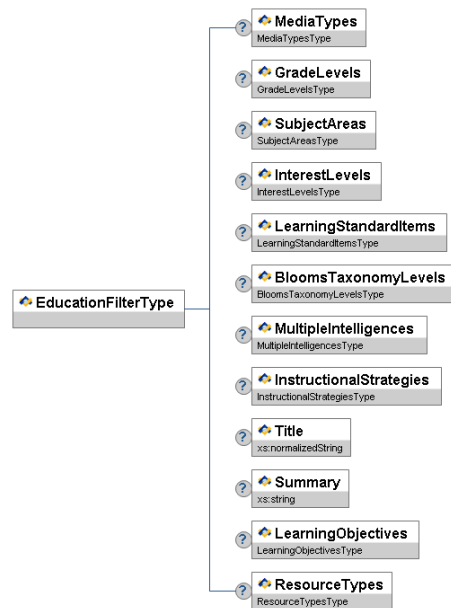 ? MediaTypes
MediaTypesType
? GradeLevels
GradeLevelsType
? SubjectAreas
SubjectAreasType
? InterestLevels
InterestLevelsType
? LearningStandardItems
LearningStandardItemsType
? BloomsTaxonomyLevels
BloomsTaxonomyLevelsType
EducationFilterType
? MultipleIntelligences
MultipleIntelligencesType
? InstructionalStrategies
InstructionalStrategiesType
? Title
xs:normalizedString
? Summary
xs:string
? LearningObjectives
LearningObjectivesType
? ResourceTypes
ResourceTypesType